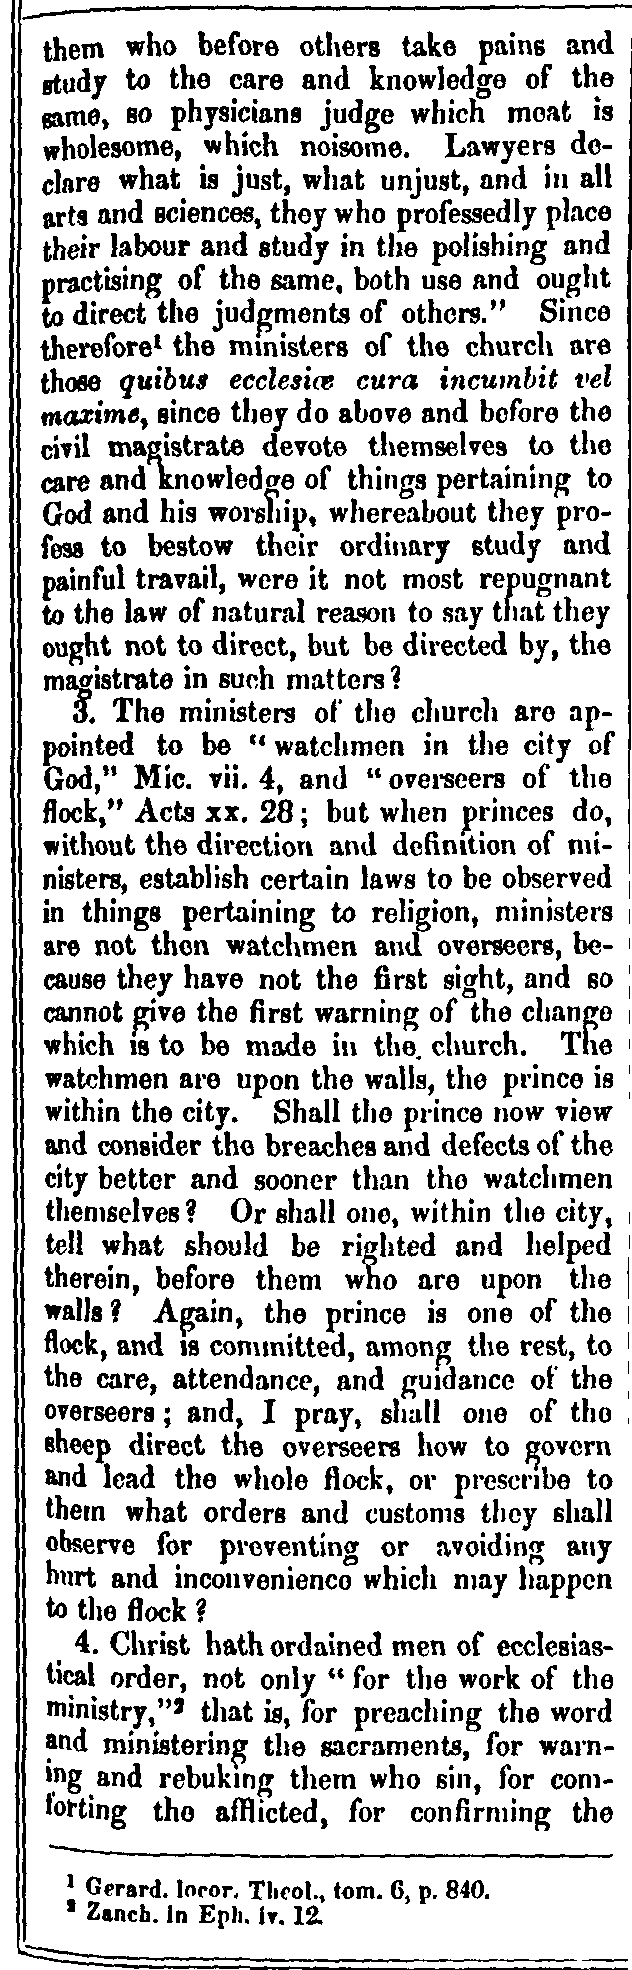 them who before others take pains and
study to the care and knowledge of the
same, so physicians judge which meat is
wholesome, which noisome. Lawyers de-
clare what is just, what unjust, and in all
arts and sciences, they who professedly place
their labour and study in the polishing and
practising of the same, both use and ought
to direct the judgments of others." Since
therefore¹ the ministers of the church are
those quibus ecclesiæ cura incumbit vel
maxime, since they do above and before the
civil magistrate devote themselves to the
care and knowledge of things pertaining to
God and his worship, whereabout they pro-
fess to bestow their ordinary study and
painful travail, were it not most repugnant
to the law of natural reason to say that they
ought not to direct, but be directed by, the
magistrate in such matters?
3. The ministers of the church are ap-
pointed to be "watchmen in the city of
God," Mic. vii. 4, and "overseers of the
flock," Acts xx. 28; but when princes do,
without the direction and definition of mi-
nisters, establish certain laws to be observed
in things pertaining to religion, ministers
are not then watchmen and overseers, be-
cause they have not the first sight, and so
cannot give the first warning of the change
which is to be made in the church. The
watchmen are upon the walls, the prince is
within the city. Shall the prince now view
and consider the breaches and defects of the
city better and sooner than the watchmen
themselves? Or shall one, within the city,
tell what should be righted and helped
therein, before them who are upon the
walls? Again, the prince is one of the
flock, and is committed, among the rest, to
the care, attendance, and guidance of the
overseers; and, I pray, shall one of the
sheep direct the overseers how to govern
and lead the whole flock, or prescribe to
them what orders and customs they shall
observe for preventing or avoiding any
hurt and inconvenience which may happen
to the flock?
4. Christ hath ordained men of ecclesias-
tical order, not only "for the work of the
ministry,"² that is, for preaching the word
and ministering the sacraments, for warn-
ing and rebuking them who sin, for com-
forting the afflicted, for confirming the
¹ Gerard. locor. Theol., tom. 6, p. 840.
² Zanch. in Eph. iv. 12.